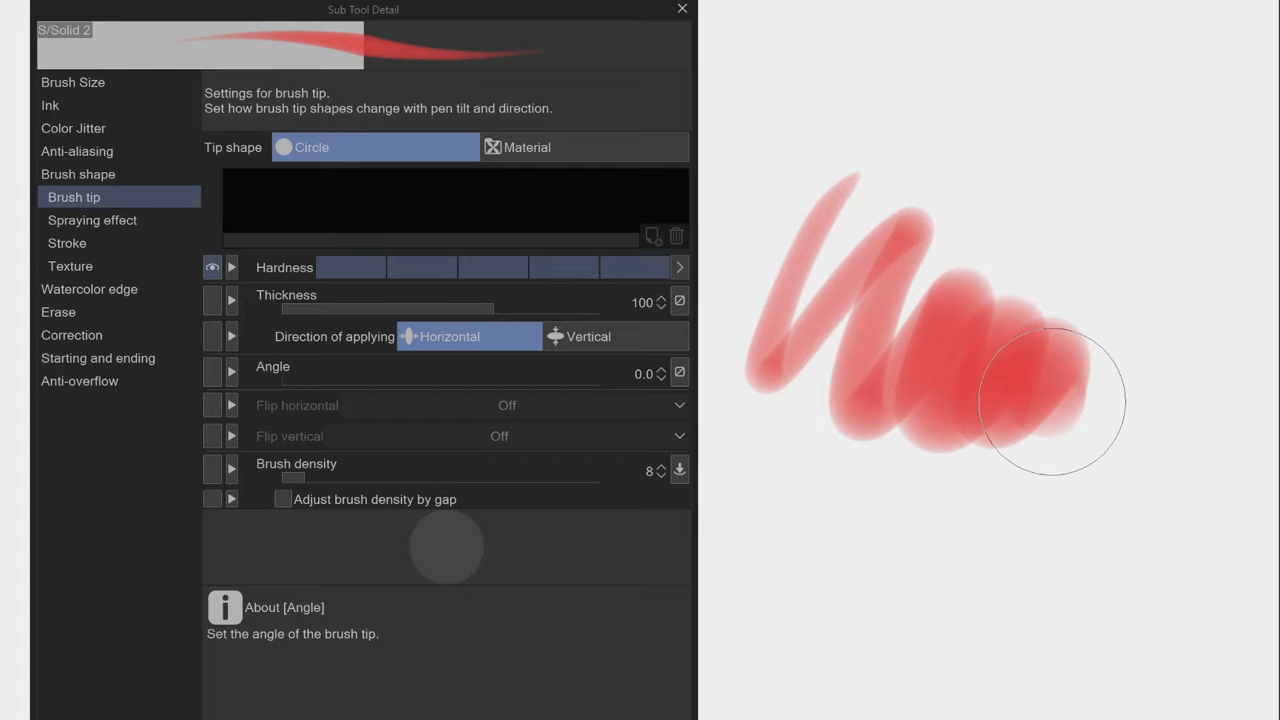 Sub Tool Detail
S/Solid 2
Brush Size
Ink
Color Jitter
Anti-aliasing
Brush shape
Brush tip
Spraying effect
Stroke
Texture
Watercolor edge
Erase
Correction
Starting and ending
Anti-overflow
Settings for brush tip.
Set how brush tip shapes change with pen tilt and direction.
Tip shape Circle Material
Hardness
Thickness 100
Direction of applying Horizontal Vertical
Angle 0.0
Flip horizontal Off
Flip vertical Off
Brush density 8
Adjust brush density by gap
About [Angle]
Set the angle of the brush tip.